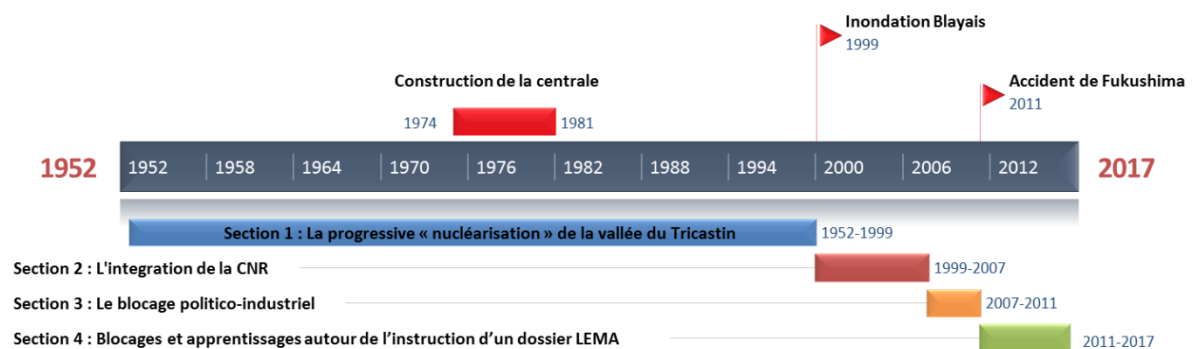 Inondation Blayais
1999
Construction de la centrale
Accident de Fukushima
2011
1974
1981
1952
1952 1958 1964 1970 1976 1982 1988 1994 2000 2006 2012
2017
Section 1 : La progressive « nucléarisation » de la vallée du Tricastin
1952-1999
Section 2 : L'integration de la CNR
1999-2007
Section 3 : Le blocage politico-industriel
2007-2011
Section 4 : Blocages et apprentissages autour de l’instruction d’un dossier LEMA
2011-2017